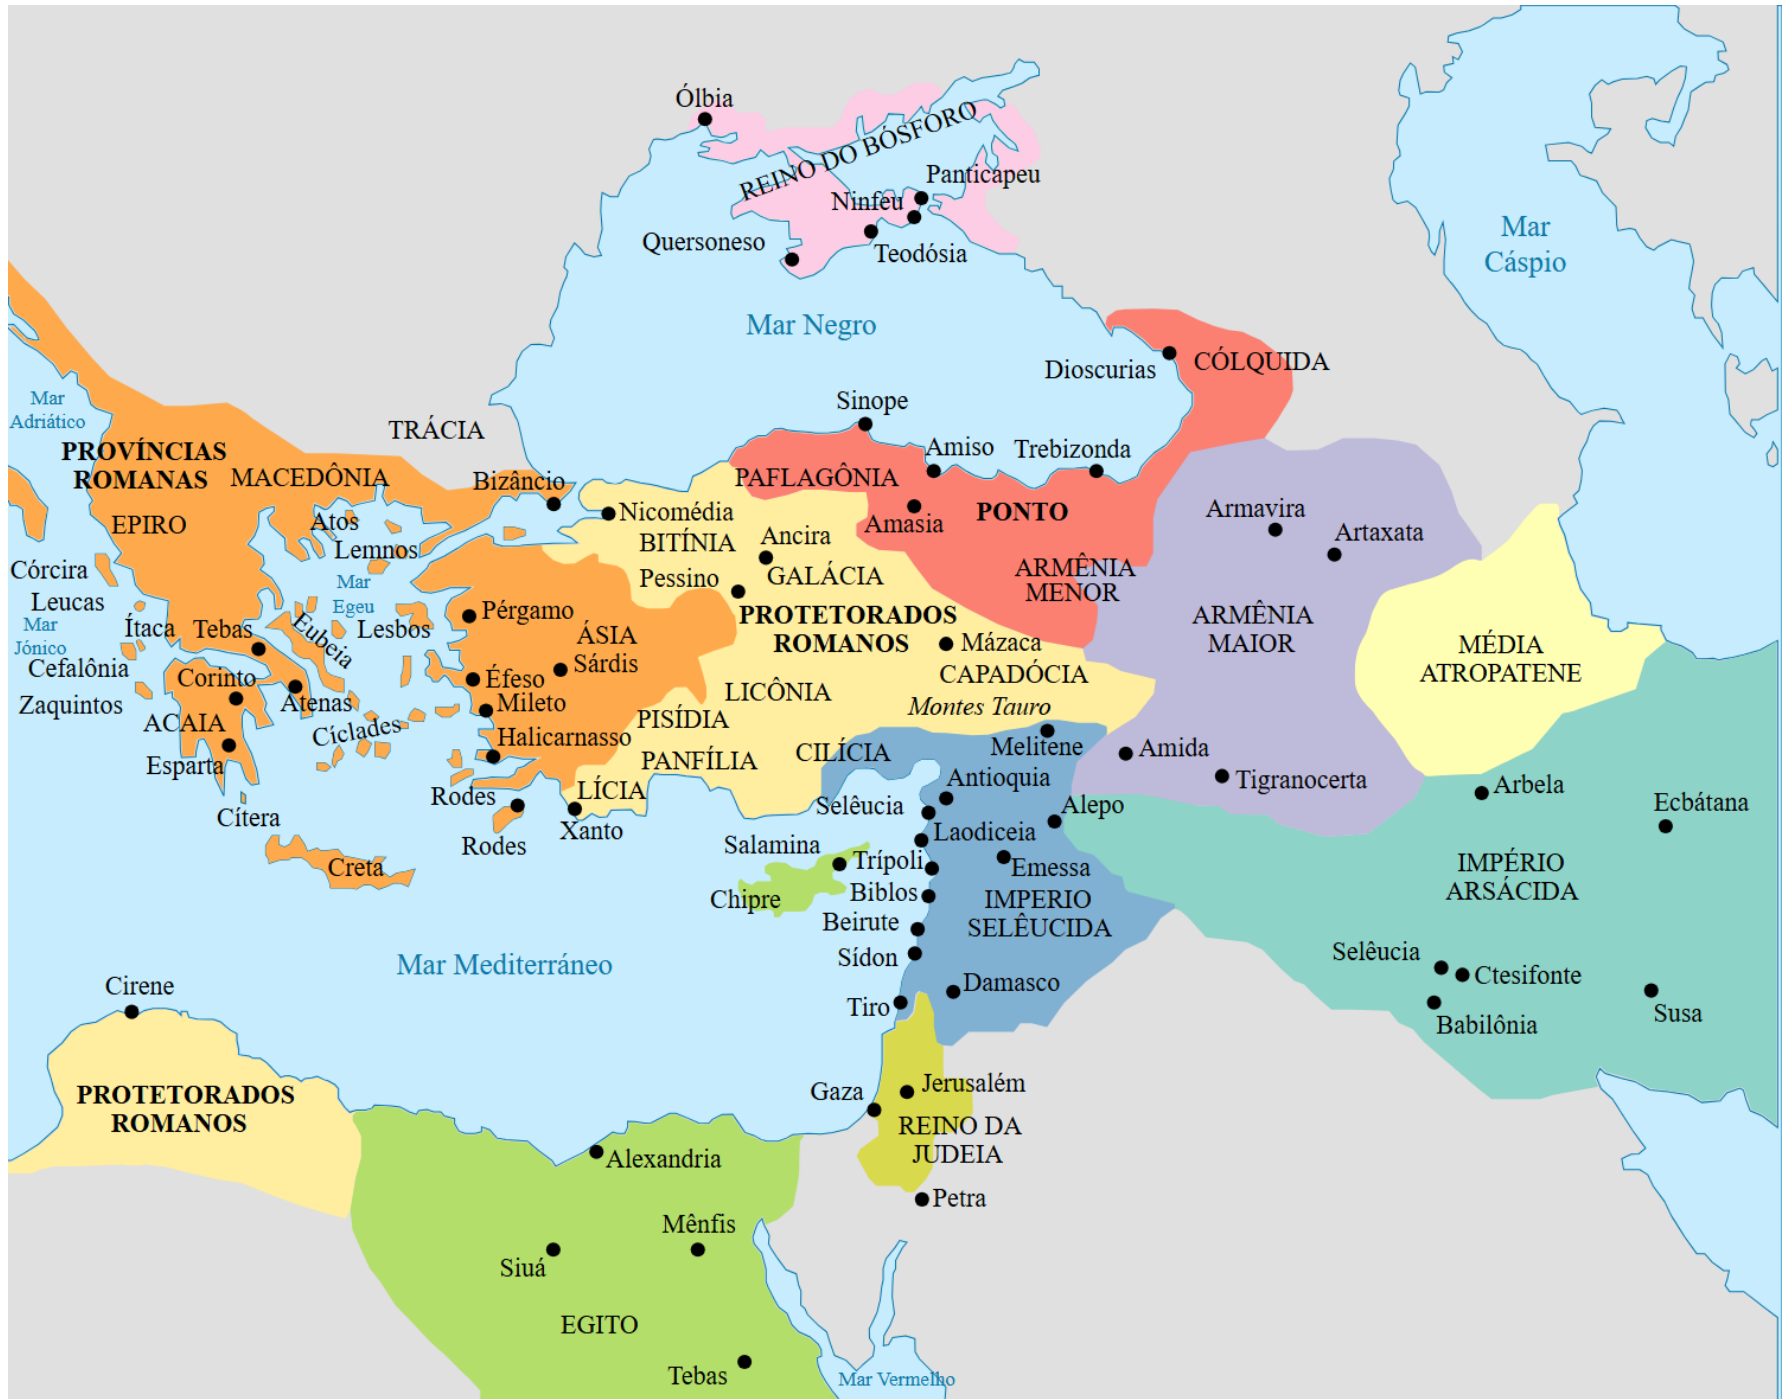 Ólbia
REINO DO BÓSFORO
Panticapeu
Ninfeu
Quersoneso
Teodósia
Mar
Cáspio
Mar Negro
Dioscurias
CÓLQUIDA
Mar
Adriático
TRÁCIA
Sinope
PROVÍNCIAS
ROMANAS
MACEDÔNIA
Bizâncio
PAFLAGÔNIA
Amiso
Trebizonda
EPIRO
Atos
Nicomédia
BITÍNIA
Amasia
PONTO
Armavira
Artaxata
Lemnos
Ancira
GALÁCIA
Córcira
Mar
Egeu
Pessino
ARMÊNIA
MENOR
Leucas
Mar
Jónico
Ítaca
Tebas
Eubeia
Lesbos
Pérgamo
ÁSIA
PROTETORADOS
ROMANOS
Mázaca
ARMÊNIA
MAIOR
MÉDIA
ATROPATENE
Cefalônia
Corinto
Éfeso
Sárdis
CAPADÓCIA
Zaquintos
ACAIA
Atenas
Mileto
LICÔNIA
Montes Tauro
PISÍDIA
Cíclades
Halicarnasso
Esparta
PANFÍLIA
CILÍCIA
Melitene
Amida
Antioquia
Tigranocerta
Arbela
Cítera
Rodes
LÍCIA
Selêucia
Alepo
Ecbátana
Xanto
Rodes
Laodiceia
Salamina
Trípoli
Emessa
Creta
Chipre
Biblos
IMPERIO
SELÊUCIDA
IMPÉRIO
ARSÁCIDA
Beirute
Mar Mediterráneo
Sídon
Selêucia
Ctesifonte
Cirene
Damasco
Tiro
Babilônia
Susa
PROTETORADOS
ROMANOS
Gaza
Jerusalém
REINO DA
JUDEIA
Alexandria
Petra
Mênfis
Siuá
EGITO
Tebas
Mar Vermelho